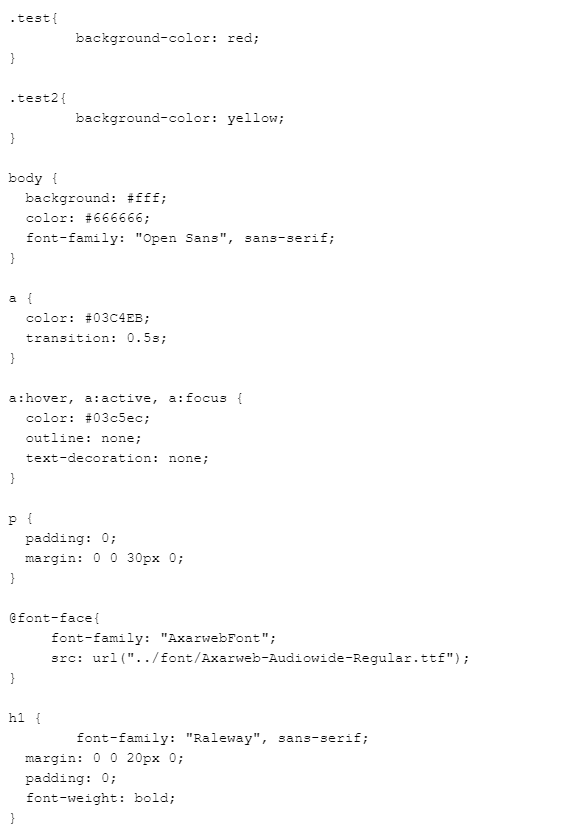 .test{
        background-color: red;
}

.test2{
        background-color: yellow;
}

body {
  background: #fff;
  color: #666666;
  font-family: "Open Sans", sans-serif;
}

a {
  color: #03C4EB;
  transition: 0.5s;
}

a:hover, a:active, a:focus {
  color: #03c5ec;
  outline: none;
  text-decoration: none;
}

p {
  padding: 0;
  margin: 0 0 30px 0;
}

@font-face{
     font-family: "AxarwebFont";
     src: url("../font/Axarweb-Audiowide-Regular.ttf");
}

h1 {
        font-family: "Raleway", sans-serif;
  margin: 0 0 20px 0;
  padding: 0;
  font-weight: bold;
}